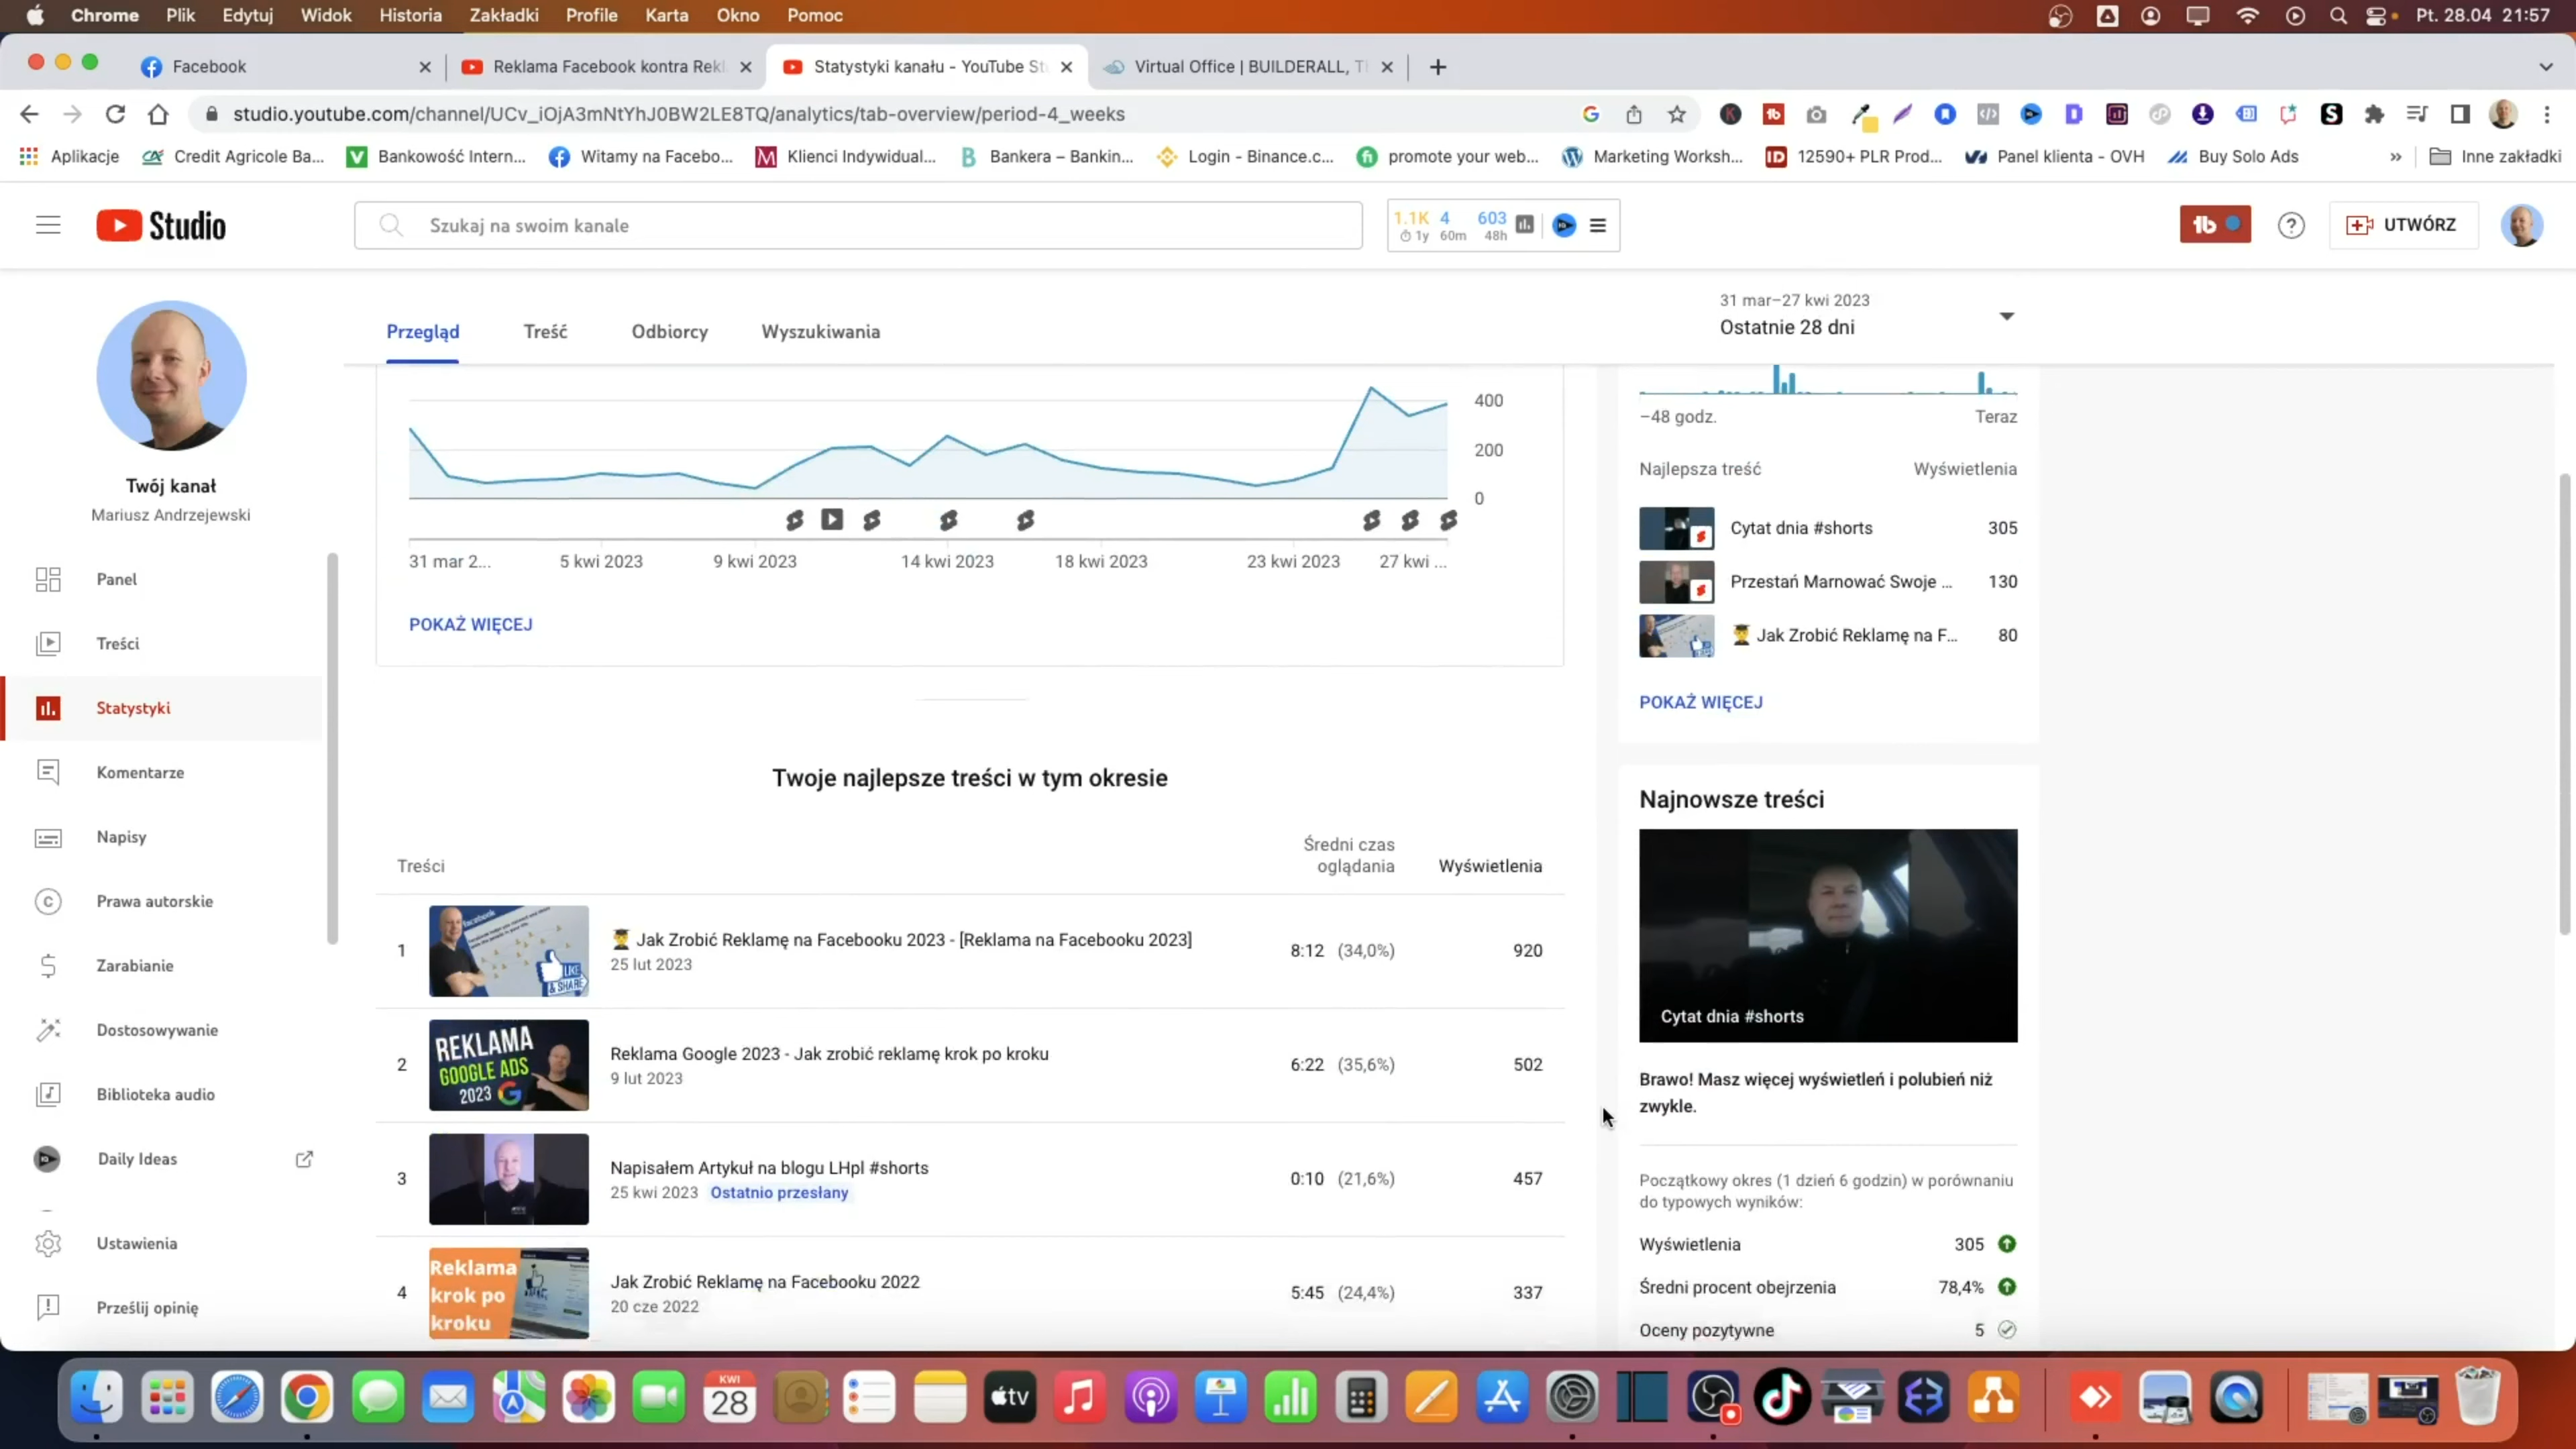 Chrome Plik Edytuj Widok Historia Zakładki Profile Karta Okno Pomoc Pt. 28.04 21:57
Facebook Reklama Facebook kontra Rekl Statystyki kanału - YouTube St Virtual Office | BUILDERALL, T
studio.youtube.com/channel/UCv_iOjA3mNtYhJ0BW2LE8TQ/analytics/tab-overview/period-4_weeks
Aplikacje Credit Agricole Ba... Bankowość Intern... Witamy na Facebo... Klienci Indywidual... Bankera – Bankin... Login - Binance.c... promote your web... Marketing Worksh... 12590+ PLR Prod... Panel klienta - OVH Buy Solo Ads » Inne zakładki
Studio Szukaj na swoim kanale 1.1K 4 603 UTWÓRZ
1y 60m 48h
31 mar–27 kwi 2023
Przegląd Treść Odbiorcy Wyszukiwania Ostatnie 28 dni
400
200
0
31 mar 2... 5 kwi 2023 9 kwi 2023 14 kwi 2023 18 kwi 2023 23 kwi 2023 27 kwi ...
POKAŻ WIĘCEJ
Twój kanał
Mariusz Andrzejewski
Panel
Treści
Statystyki
Komentarze
Napisy
Prawa autorskie
Zarabianie
Dostosowywanie
Biblioteka audio
Daily Ideas
Ustawienia
Prześlij opinię
Twoje najlepsze treści w tym okresie
Treści Średni czas oglądania Wyświetlenia
1 Jak Zrobić Reklamę na Facebooku 2023 - [Reklama na Facebooku 2023] 8:12 (34,0%) 920
25 lut 2023
facebook
LIKE
& SHARE
2 Reklama Google 2023 - Jak zrobić reklamę krok po kroku 6:22 (35,6%) 502
9 lut 2023
REKLAMA
GOOGLE ADS
2023
3 Napisałem Artykuł na blogu LHpl #shorts 0:10 (21,6%) 457
25 kwi 2023 Ostatnio przesłany
4 Jak Zrobić Reklamę na Facebooku 2022 5:45 (24,4%) 337
20 cze 2022
Reklama
krok po
kroku
−48 godz. Teraz
Najlepsza treść Wyświetlenia
Cytat dnia #shorts 305
Przestań Marnować Swoje ... 130
Jak Zrobić Reklamę na F... 80
POKAŻ WIĘCEJ
Najnowsze treści
Cytat dnia #shorts
Brawo! Masz więcej wyświetleń i polubień niż
zwykle.
Początkowy okres (1 dzień 6 godzin) w porównaniu
do typowych wyników:
Wyświetlenia 305
Średni procent obejrzenia 78,4%
Oceny pozytywne 5
KWI
28
tv